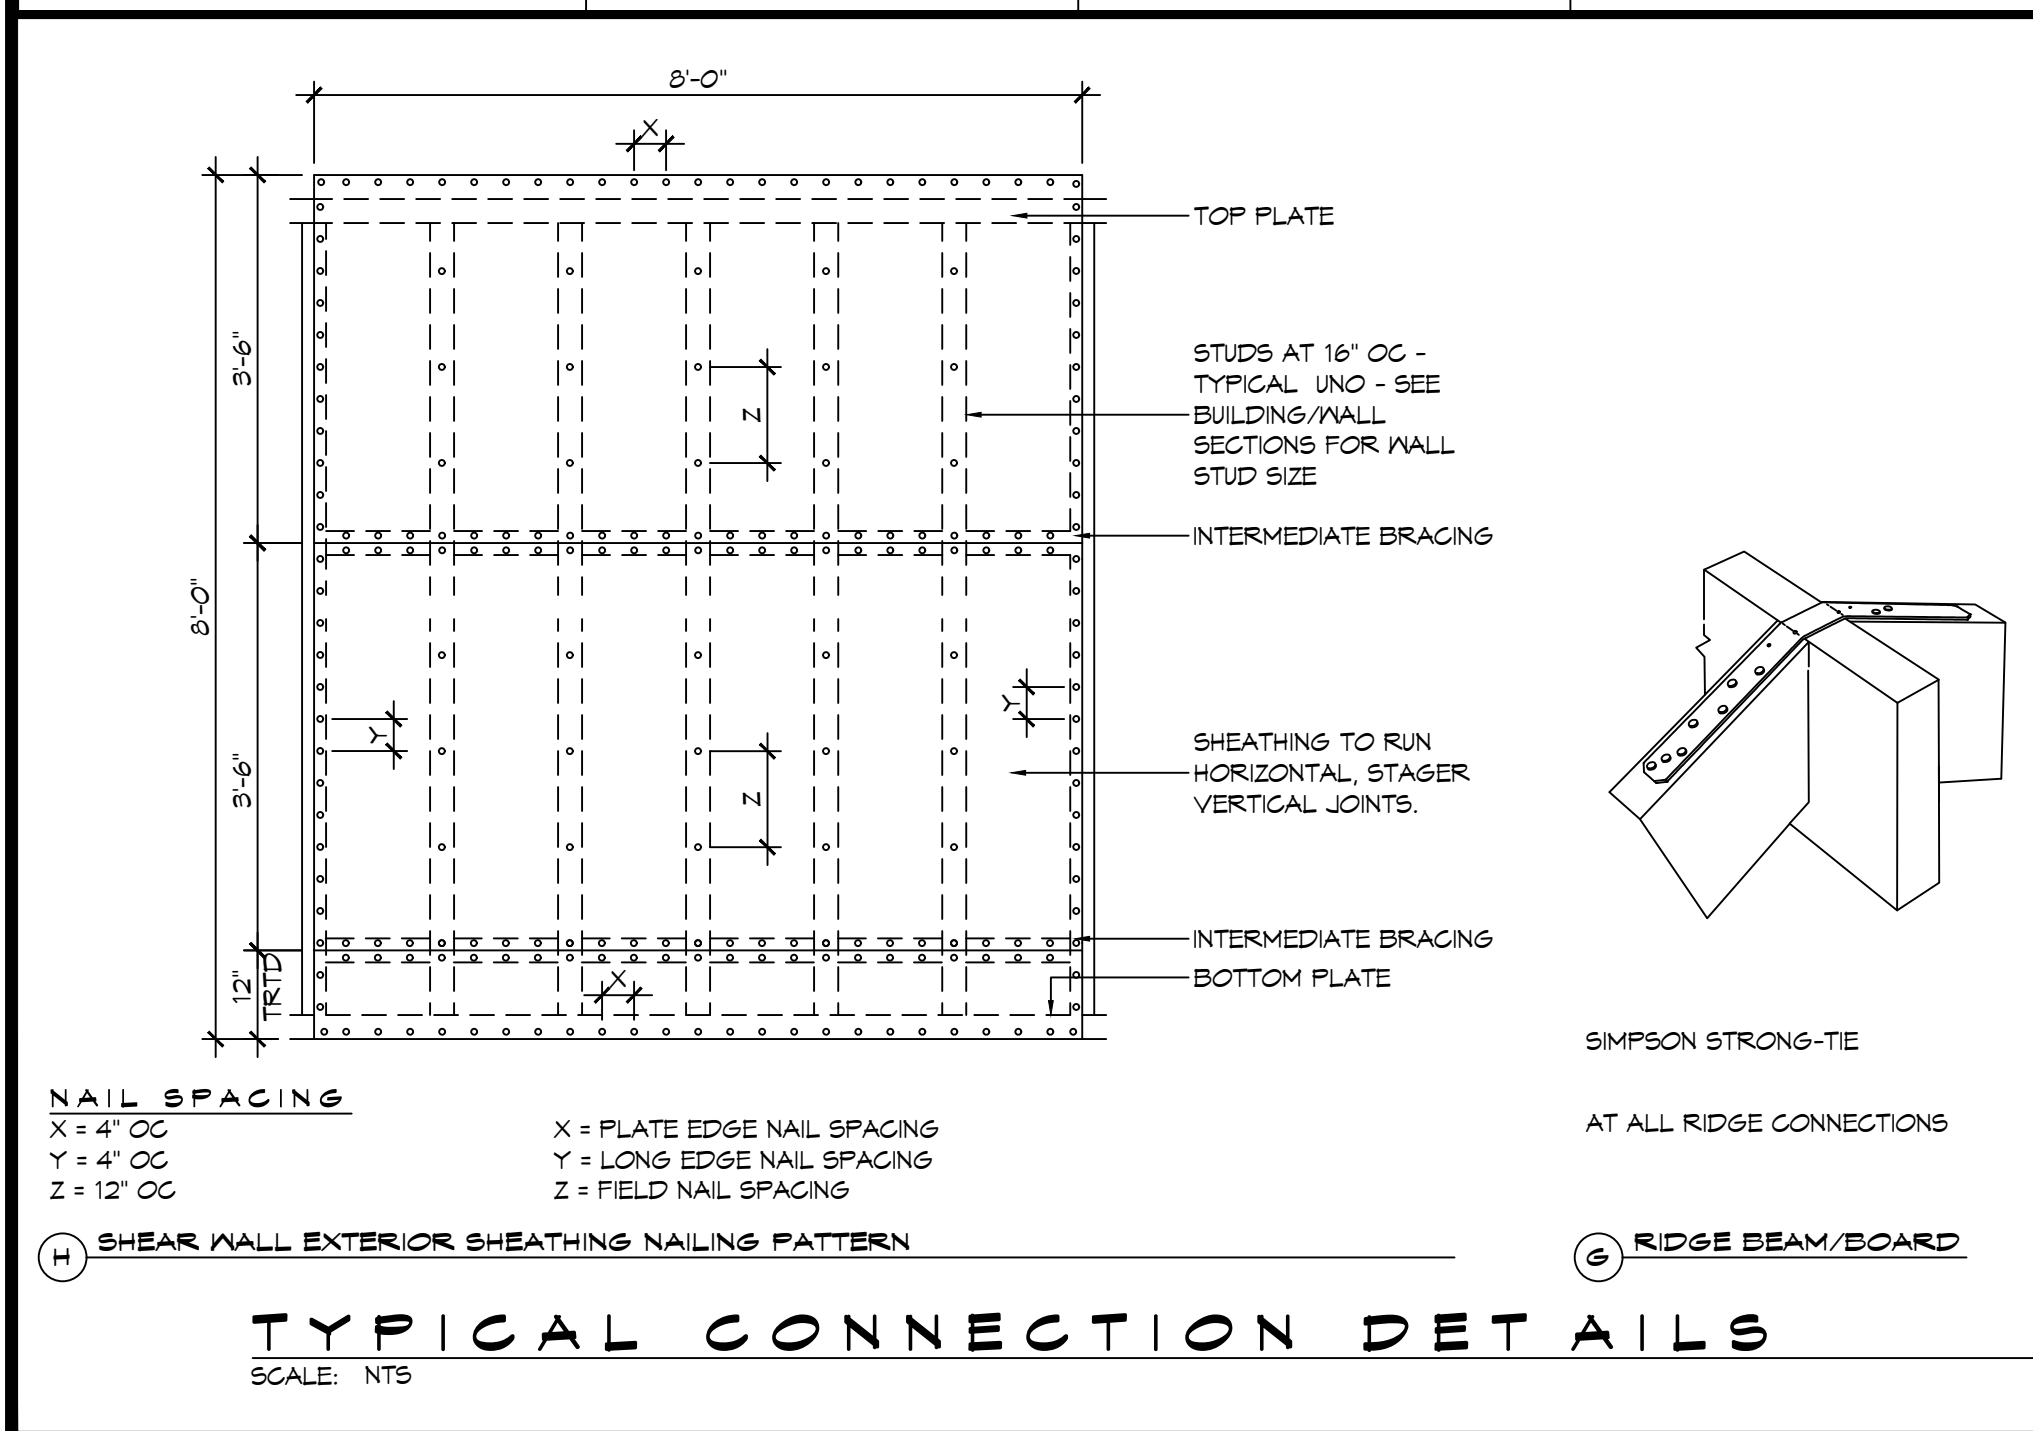 8'-0"
X
TOP PLATE
3'-6"
STUDS AT 16" OC -
TYPICAL UNO - SEE
BUILDING/WALL
SECTIONS FOR WALL
STUD SIZE
Z
INTERMEDIATE BRACING
8'-0"
Y
Y
SHEATHING TO RUN
HORIZONTAL, STAGER
VERTICAL JOINTS.
3'-6"
Z
INTERMEDIATE BRACING
BOTTOM PLATE
12"
TRTD
X
SIMPSON STRONG-TIE
AT ALL RIDGE CONNECTIONS
NAIL SPACING
X = 4" OC
Y = 4" OC
Z = 12" OC
X = PLATE EDGE NAIL SPACING
Y = LONG EDGE NAIL SPACING
Z = FIELD NAIL SPACING
H SHEAR WALL EXTERIOR SHEATHING NAILING PATTERN
G RIDGE BEAM/BOARD
TYPICAL CONNECTION DETAILS
SCALE: NTS